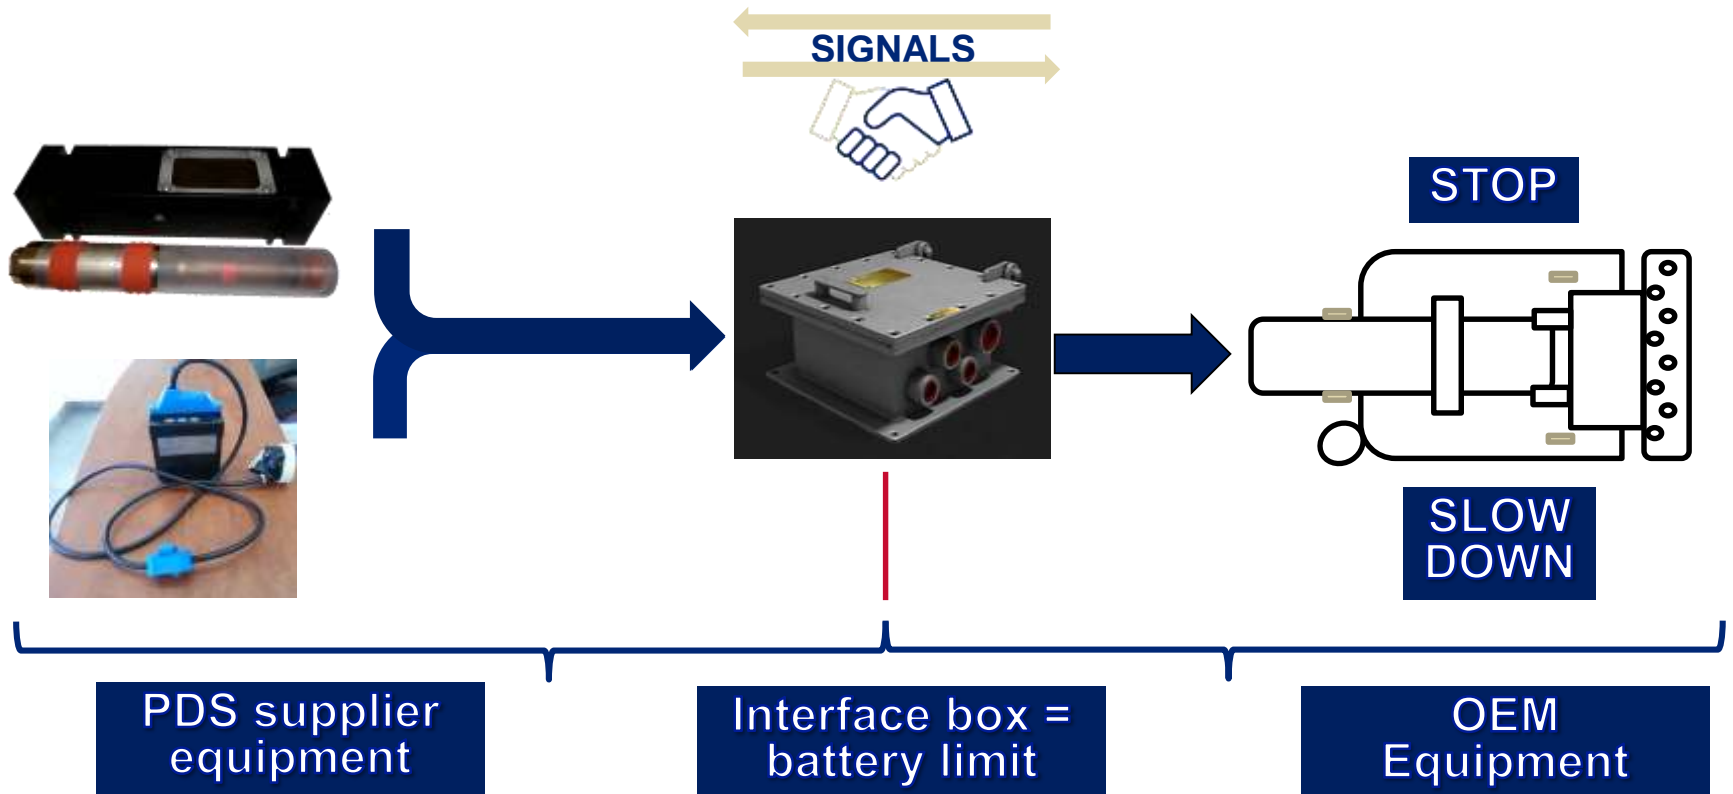 SIGNALS
STOP
SLOW
DOWN
PDS supplier
equipment
Interface box =
battery limit
OEM
Equipment